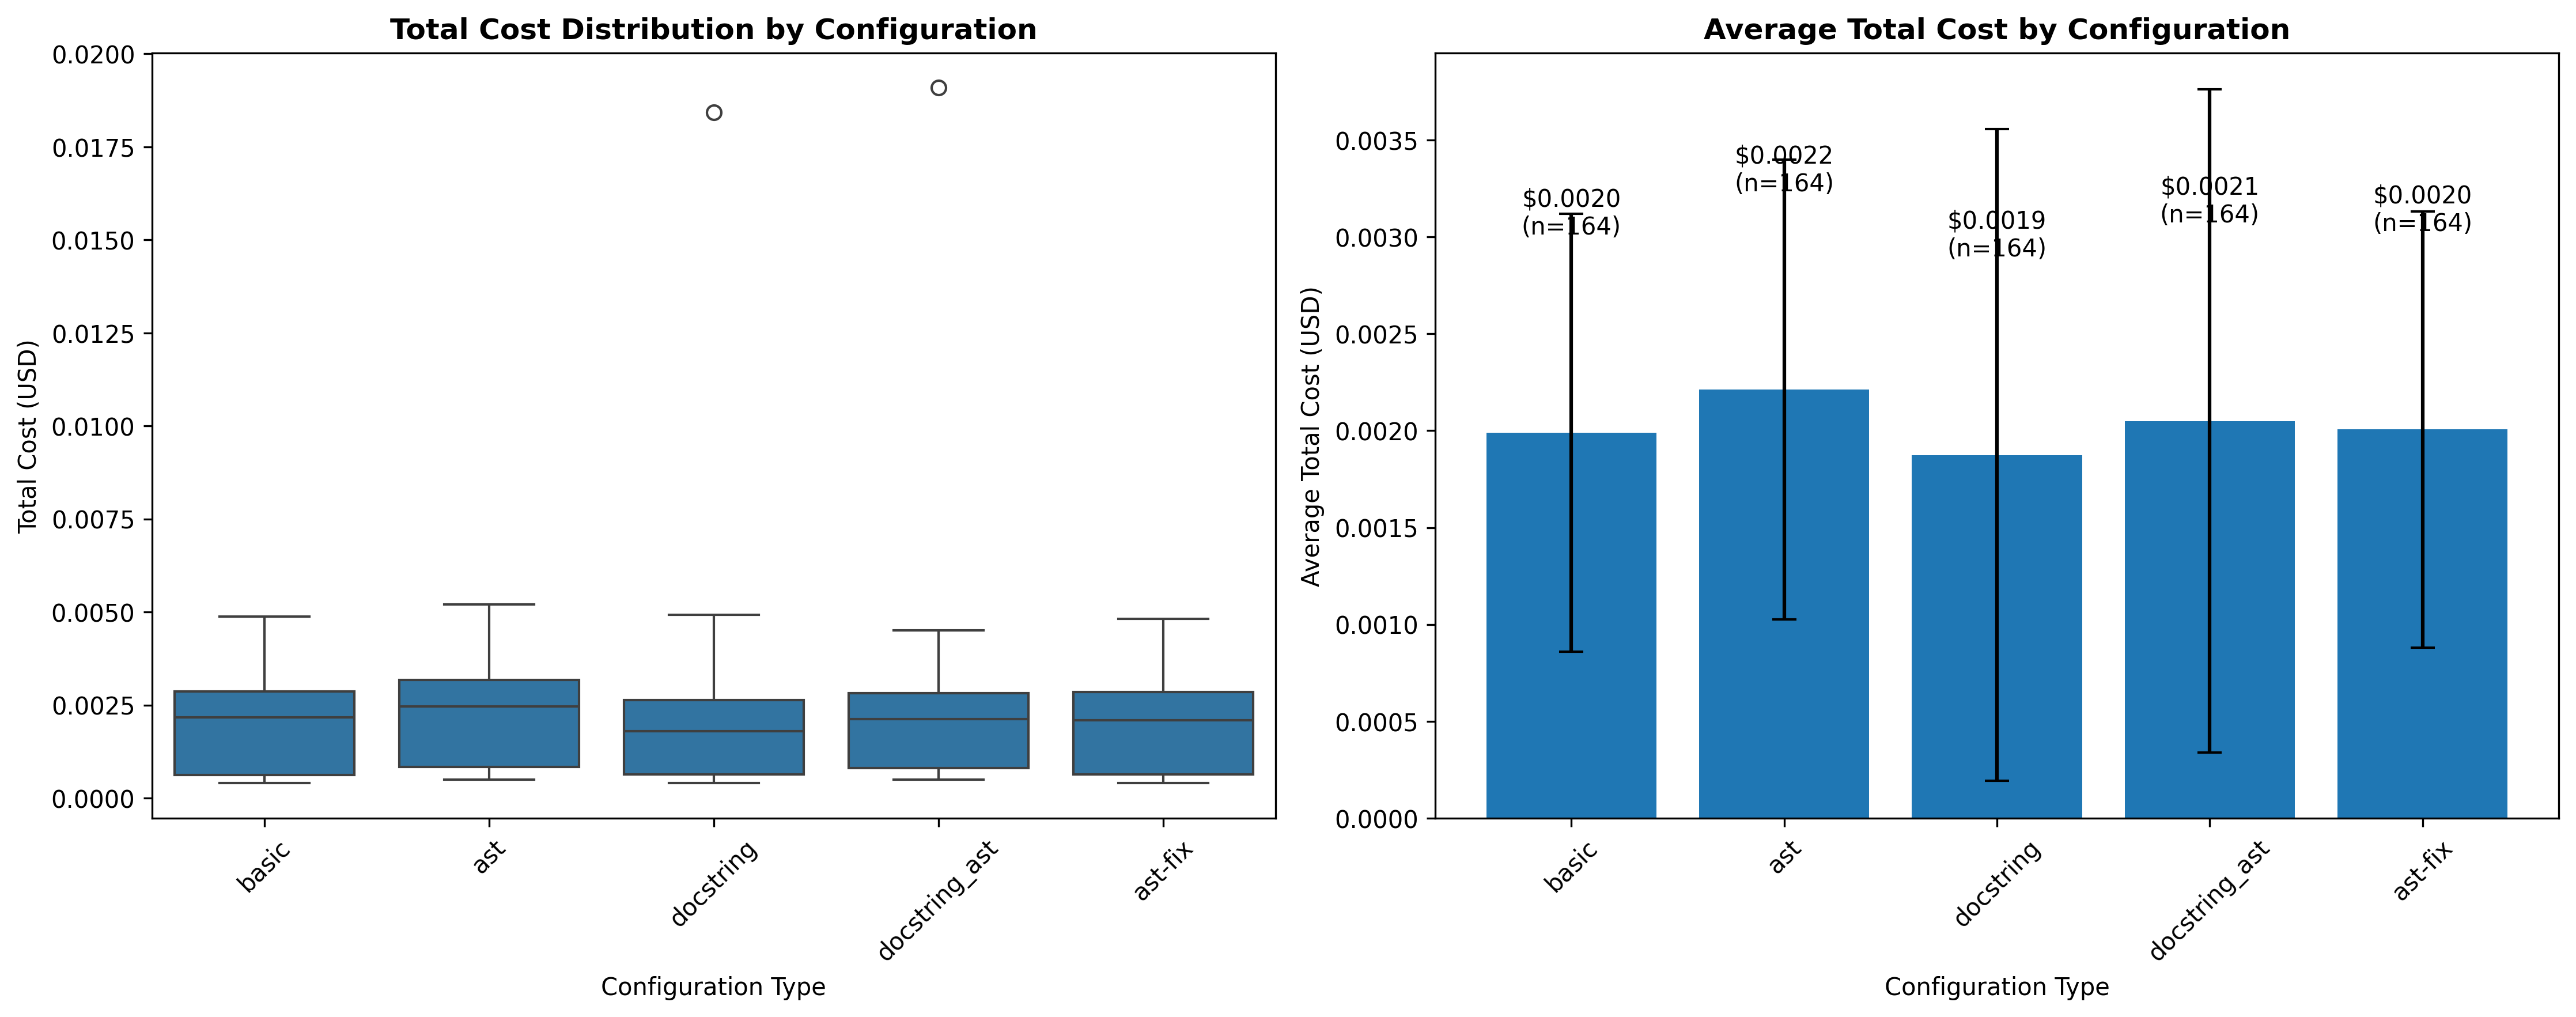 Total Cost Distribution by Configuration
Total Cost (USD)
0.0200
0.0175
0.0150
0.0125
0.0100
0.0075
0.0050
0.0025
0.0000
basic
ast
docstring
docstring_ast
ast-fix
Configuration Type
Average Total Cost by Configuration
Average Total Cost (USD)
0.0035
0.0030
0.0025
0.0020
0.0015
0.0010
0.0005
0.0000
$0.0020
(n=164)
$0.0022
(n=164)
$0.0019
(n=164)
$0.0021
(n=164)
$0.0020
(n=164)
basic
ast
docstring
docstring_ast
ast-fix
Configuration Type